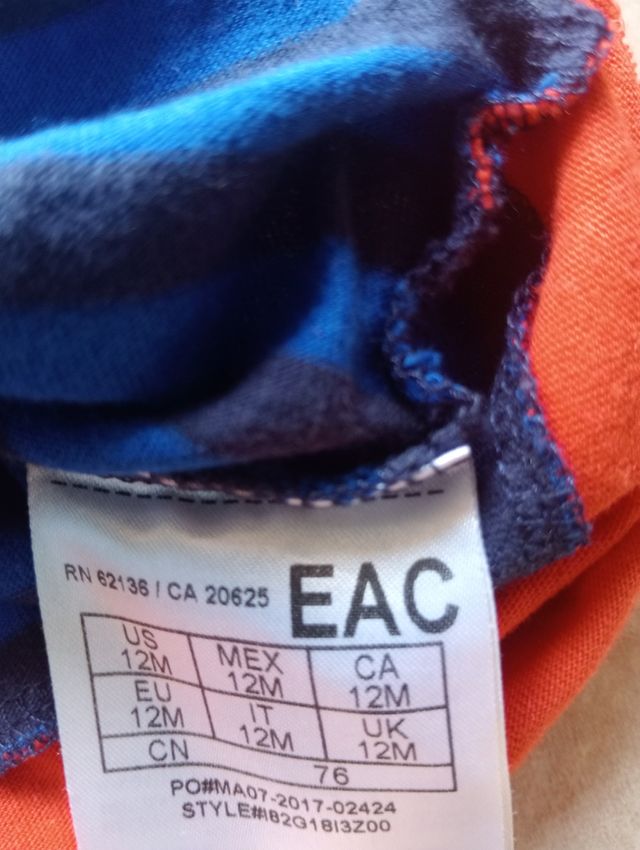 RN 62136 / CA 20625 EAC
US 12M MEX 12M CA 12M
EU 12M IT 12M UK 12M
CN 76
PO#MA07-2017-02424
STYLE#I82G18I3Z00